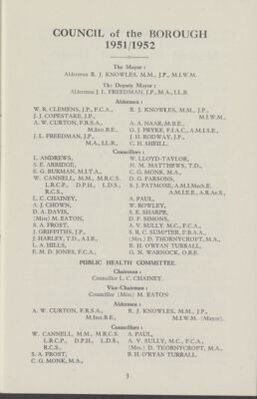 COUNCIL of the BOROUGH
1951/1952
The Mayor :
Alderman R. J. KNOWLES, M.M., J.P., M.I.W.M.
The Deputy Mayor :
Alderman J. L. FREEDMAN, J.P., M.A., LL.B.
Aldermen :
W. R. CLEMENS, J.P., F.C.A.,
J. J. COPESTAKE, J.P.,
A. W. CURTON, F.R.S.A.,
M.Inst.B.E.,
J. L. FREEDMAN, J.P.,
M.A., LL.B.,
R. J. KNOWLES, M.M., J.P.,
M.I.W.M.,
A. A. NAAR, M.B.E.,
G. J. PRYKE, F.I.A.C., A.M.I.S.E.,
J. H. RODWAY, J.P.,
C. H. SHEILL.
Councillors :
L. ANDREWS,
S. E. ARRIDGE,
E. G. BURMAN, M.I.T.A.,
W. CANNELL, M.M., M.R.C.S.
L.R.C.P., D.P.H., L.D.S.,
R.C.S.,
L. C. CHAINEY,
A. J. CHOWN,
D. A. DAVIS,
(Miss) M. EATON,
S. A. FROST,
J. GRIFFITHS, J.P.,
J. HARLEY, T.D., A.I.B.,
L. A. HILLS,
E. M. D. JONES, F.C.A.,
W. LLOYD-TAYLOR,
H. M. MATTHEWS, T.D.,
C. G. MONK, M.A.,
D. G. PARSONS,
S. J. PATMORE, A.M.I.Mech.E.
A.M.I.E.E., A.R.Ae.S.,
A. PAUL,
W. ROWLEY,
S. E. SHARPE,
D. F. SIMONS,
A. V. SULLY, M.C., F.V.C.A.,
S. R. C. SUMPTER, F.R.A.A.,
(Mrs.) D. THORNYCROFT, M.A.,
B. H. O'RYAN TURRALL,
G. N. WARNOCK, O.B.E.
PUBLIC HEALTH COMMITTEE.
Chairman :
Councillor L. C. CHAINEY.
Vice-Chairman :
Councillor (Miss) M. EATON
Aldermen :
A. W. CURTON, F.R.S.A.,
M.Inst.B.E.,
R. J. KNOWLES, M.M., J.P.,
M.I.W.M. (Mayor).
Councillors :
W. CANNELL, M.M., M.R.C.S.
L.R.C.P., D.P.H., L.D.S.,
R.C.S.,
S. A. FROST,
C. G. MONK, M.A.,
A. PAUL,
A. V. SULLY, M.C., F.V.C.A.,
(Mrs.) D. THORNYCROFT, M.A.,
B. H. O'RYAN TURRALL.
3